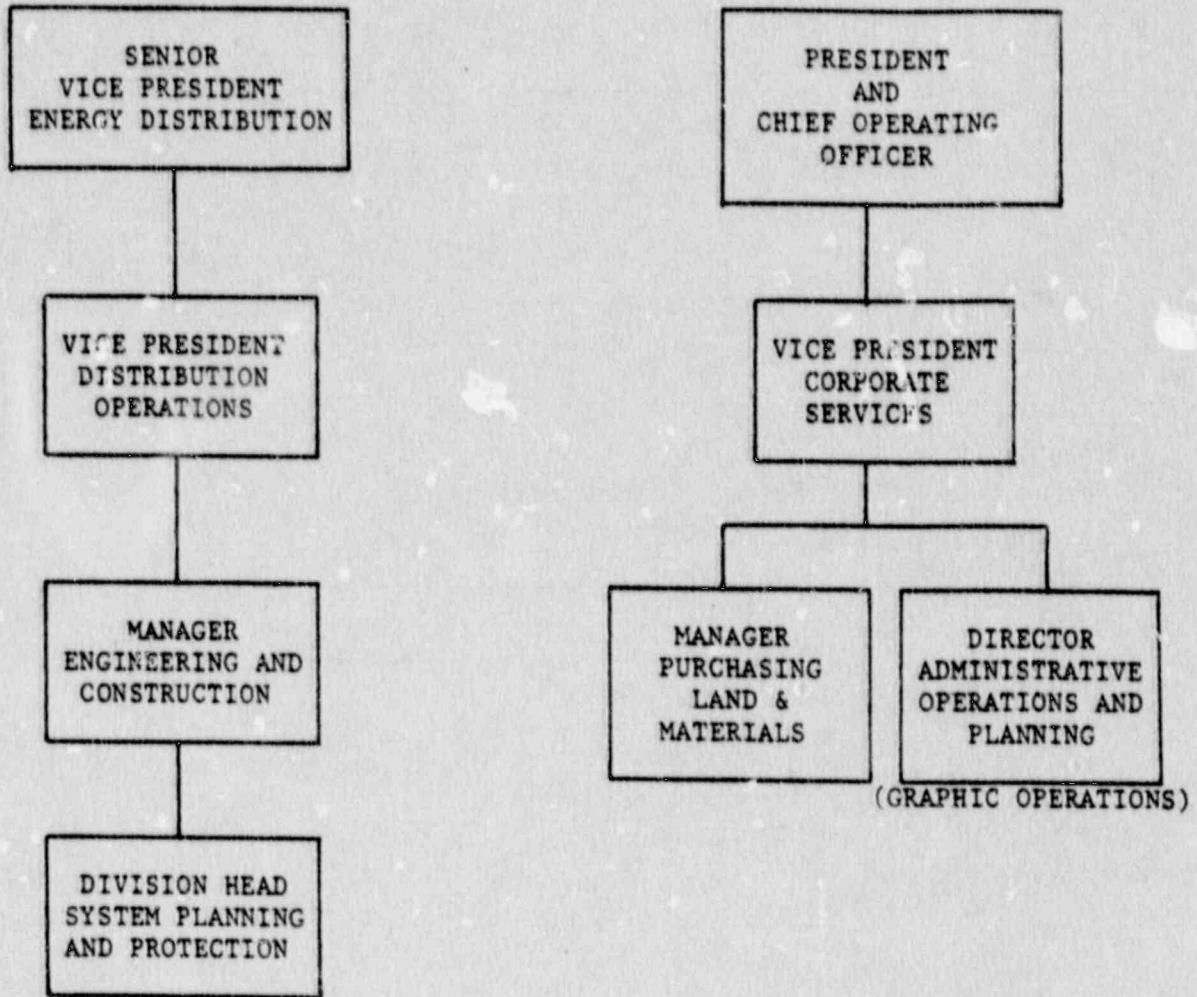 SENIOR
VICE PRESIDENT
ENERGY DISTRIBUTION
PRESIDENT
AND
CHIEF OPERATING
OFFICER
VICE PRESIDENT
DISTRIBUTION
OPERATIONS
VICE PRESIDENT
CORPORATE
SERVICES
MANAGER
ENGINEERING AND
CONSTRUCTION
MANAGER
PURCHASING
LAND &
MATERIALS
DIRECTOR
ADMINISTRATIVE
OPERATIONS AND
PLANNING
(GRAPHIC OPERATIONS)
DIVISION HEAD
SYSTEM PLANNING
AND PROTECTION